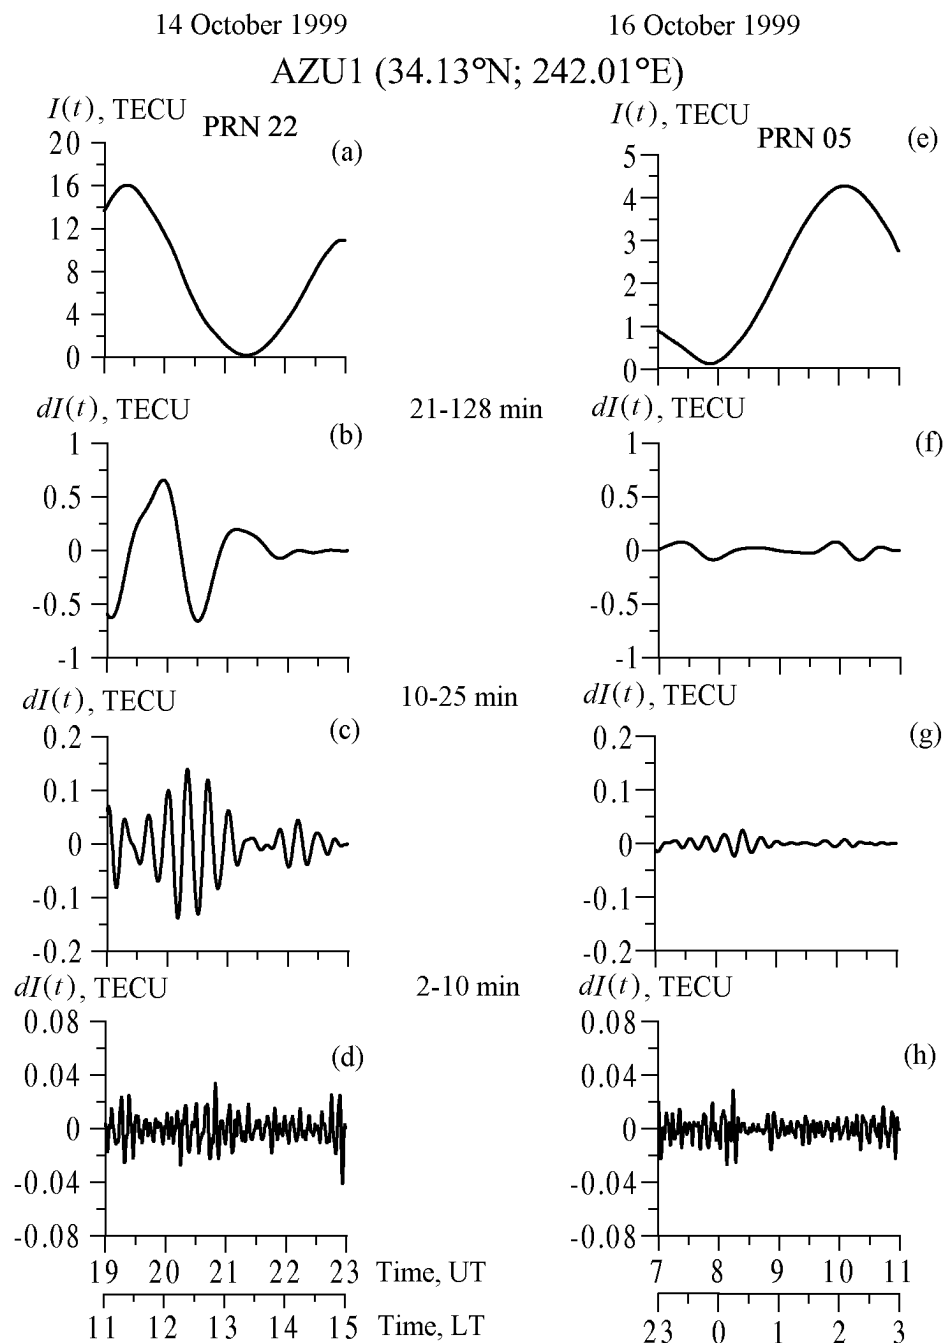 14 October 1999 16 October 1999
AZU1 (34.13°N; 242.01°E)
I(t), TECU I(t), TECU
PRN 22 (a) PRN 05 (e)
20 5
16 4
12 3
8 2
4 1
0 0
dI(t), TECU 21-128 min dI(t), TECU
(b) (f)
1 1
0.5 0.5
0 0
-0.5 -0.5
-1 -1
dI(t), TECU 10-25 min dI(t), TECU
(c) (g)
0.2 0.2
0.1 0.1
0 0
-0.1 -0.1
-0.2 -0.2
dI(t), TECU 2-10 min dI(t), TECU
0.08 0.08
(d) (h)
0.04 0.04
0 0
-0.04 -0.04
-0.08 -0.08
19 20 21 22 23 Time, UT 7 8 9 10 11
11 12 13 14 15 Time, LT 23 0 1 2 3